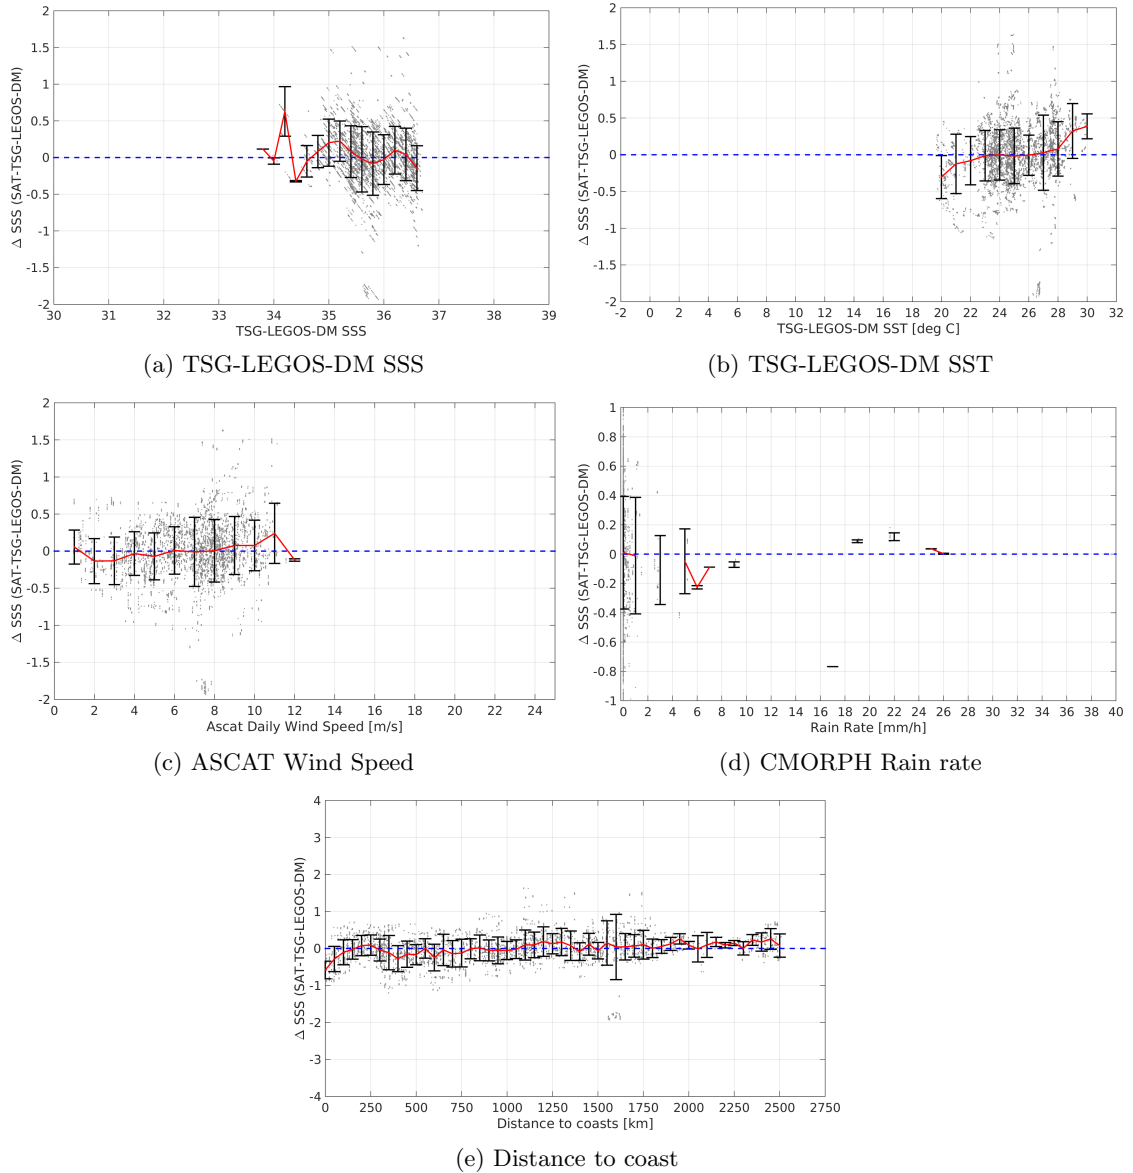 2
1.5
1
0.5
0
-0.5
-1
-1.5
-2
Δ SSS (SAT-TSG-LEGOS-DM)
30 31 32 33 34 35 36 37 38 39
TSG-LEGOS-DM SSS
(a) TSG-LEGOS-DM SSS
2
1.5
1
0.5
0
-0.5
-1
-1.5
-2
Δ SSS (SAT-TSG-LEGOS-DM)
-2 0 2 4 6 8 10 12 14 16 18 20 22 24 26 28 30 32
TSG-LEGOS-DM SST [deg C]
(b) TSG-LEGOS-DM SST
2
1.5
1
0.5
0
-0.5
-1
-1.5
-2
Δ SSS (SAT-TSG-LEGOS-DM)
0 2 4 6 8 10 12 14 16 18 20 22 24
Ascat Daily Wind Speed [m/s]
(c) ASCAT Wind Speed
1
0.8
0.6
0.4
0.2
0
-0.2
-0.4
-0.6
-0.8
-1
Δ SSS (SAT-TSG-LEGOS-DM)
0 2 4 6 8 10 12 14 16 18 20 22 24 26 28 30 32 34 36 38 40
Rain Rate [mm/h]
(d) CMORPH Rain rate
4
3
2
1
0
-1
-2
-3
-4
Δ SSS (SAT-TSG-LEGOS-DM)
0 250 500 750 1000 1250 1500 1750 2000 2250 2500 2750
Distance to coasts [km]
(e) Distance to coast